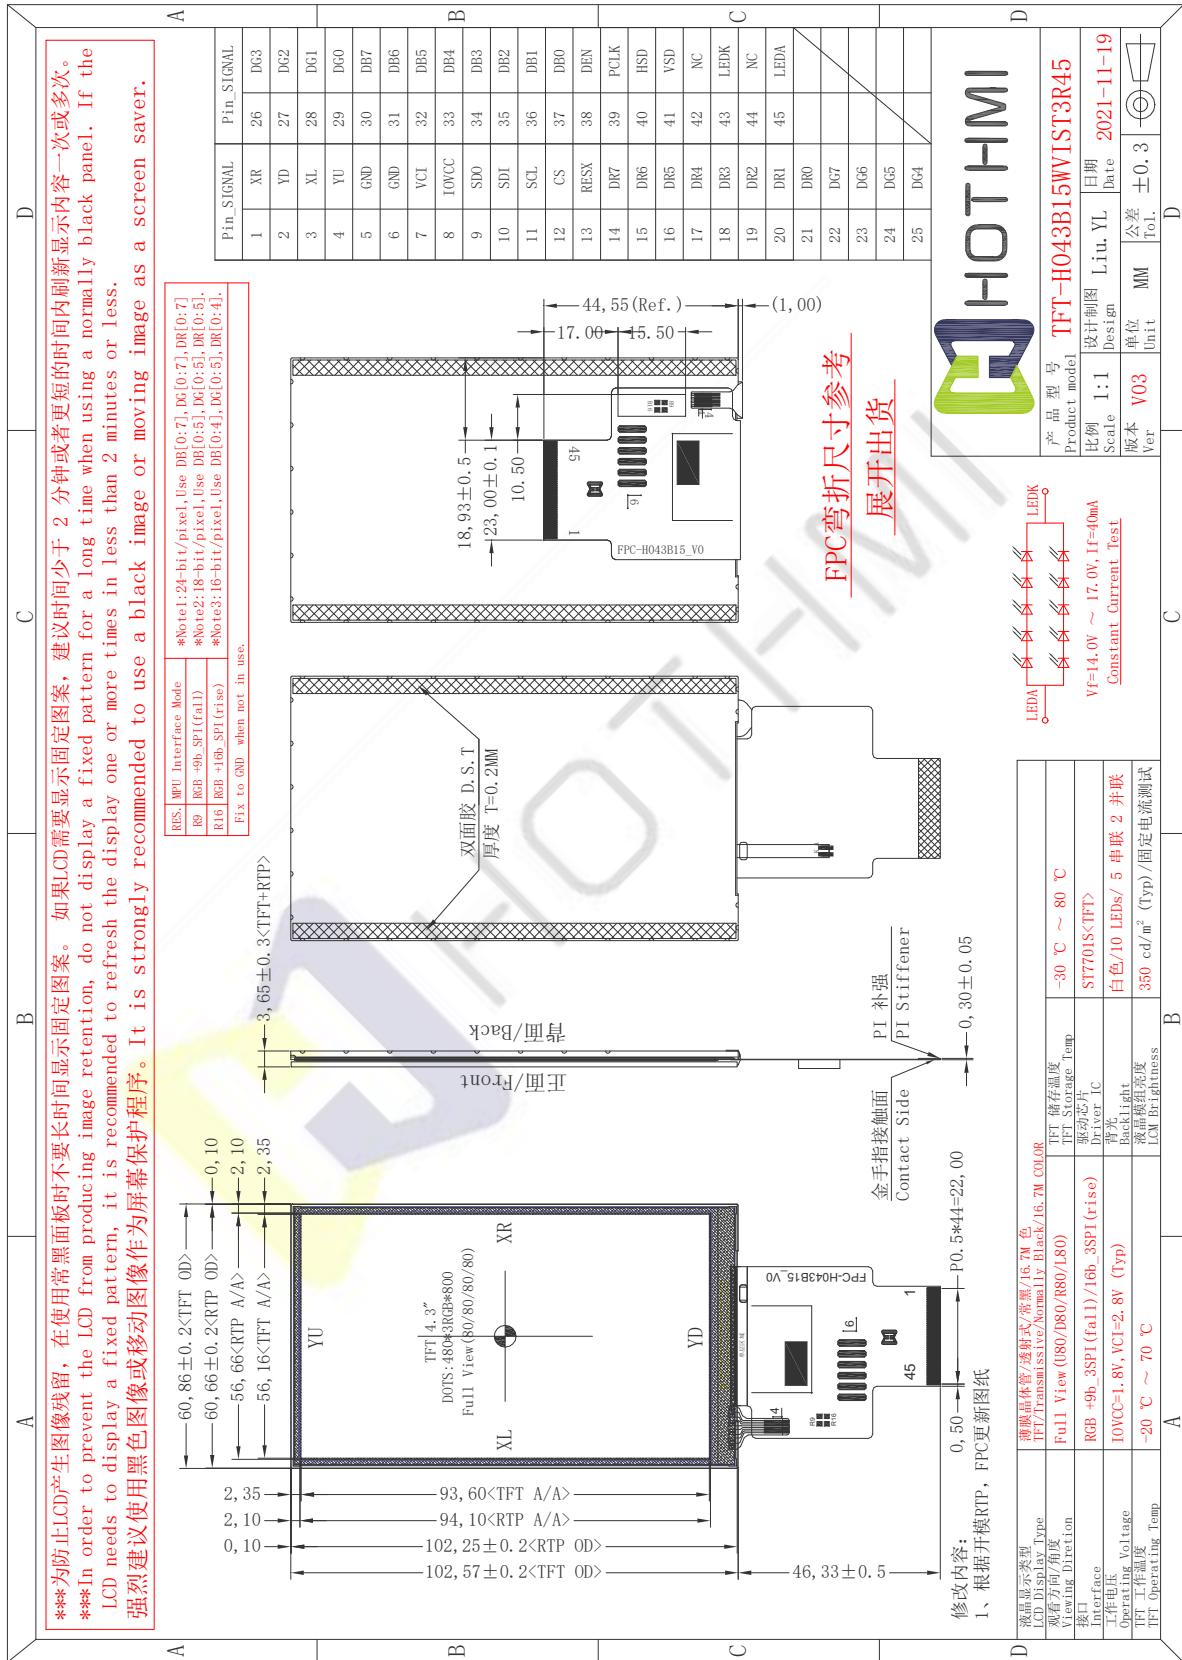 ***为防止LCD产生图像残留，在使用常黑面板时不要长时间显示固定图案。 如果LCD需要显示固定图案，建议时间少于 2 分钟或者更短的时间内刷新显示内容一次或多次。
***In order to prevent the LCD from producing image retention, do not display a fixed pattern for a long time when using a normally black panel. If the
LCD needs to display a fixed pattern, it is recommended to refresh the display one or more times in less than 2 minutes or less.
强烈建议使用黑色图像或移动图像作为屏幕保护程序。It is strongly recommended to use a black image or moving image as a screen saver.
A
B
C
D
RES. MPU Interface Mode
R9 RGB +9b_SPI(fall)
R16 RGB +16b_SPI(rise)
*Note1:24-bit/pixel,Use DB[0:7],DG[0:7],DR[0:7]
*Note2:18-bit/pixel,Use DB[0:5],DG[0:5],DR[0:5].
*Note3:16-bit/pixel,Use DB[0:4],DG[0:5],DR[0:4].
Fix to GND when not in use.
Pin_SIGNAL Pin_SIGNAL
1 XR 26 DG3
2 YD 27 DG2
3 XL 28 DG1
4 YU 29 DG0
5 GND 30 DB7
6 GND 31 DB6
7 VCI 32 DB5
8 IOVCC 33 DB4
9 SDO 34 DB3
10 SDI 35 DB2
11 SCL 36 DB1
12 CS 37 DB0
13 RESX 38 DEN
14 DR7 39 PCLK
15 DR6 40 HSD
16 DR5 41 VSD
17 DR4 42 NC
18 DR3 43 LEDK
19 DR2 44 NC
20 DR1 45 LEDA
21 DR0
22 DG7
23 DG6
24 DG5
25 DG4
60,86±0.2<TFT OD>
60,66±0.2<RTP OD>
56,66<RTP A/A>
56,16<TFT A/A>
0,10
2,10
2,35
2,35
2,10
0,10
93,60<TFT A/A>
94,10<RTP A/A>
102,25±0.2<RTP OD>
102,57±0.2<TFT OD>
46,33±0.5
YU
XL
XR
YD
TFT 4.3″
DOTS:480*3RGB*800
Full View(80/80/80/80)
R9
R16
4
6
45
1
FPC-H043B15_V0
0,50
P0.5*44=22,00
3,65±0.3<TFT+RTP>
正面/Front
背面/Back
金手指接触面
Contact Side
PI 补强
PI Stiffener
0,30±0.05
双面胶 D.S.T
厚度 T=0.2MM
18,93±0.5
23,00±0.1
10.50
44,55(Ref.)
17.00
15.50
(1,00)
1
45
6
4
FPC-H043B15_V0
FPC弯折尺寸参考
展开出货
HOTHMI
修改内容:
1、根据开模RTP, FPC更新图纸
LEDA
LEDK
Vf=14.0V ～ 17.0V,If=40mA
Constant Current Test
液晶显示类型
LCD Display Type
薄膜晶体管/透射式/常黑/16.7M 色
TFT/Transmissive/Normally Black/16.7M COLOR
观看方向/角度
Viewing Diretion
Full View(U80/D80/R80/L80)
接口
Interface
RGB +9b_3SPI(fall)/16b_3SPI(rise)
工作电压
Operating Voltage
IOVCC=1.8V,VCI=2.8V (Typ)
TFT 工作温度
TFT Operating Temp
-20 ℃ ～ 70 ℃
TFT 储存温度
TFT Storage Temp
-30 ℃ ～ 80 ℃
驱动芯片
Driver IC
ST7701S<TFT>
背光
Backlight
白色/10 LEDs/ 5 串联 2 并联
液晶模组亮度
LCM Brightness
350 cd/m² (Typ)/固定电流测试
HOTHMI
产 品 型 号
Product model
TFT-H043B15WVIST3R45
比例
Scale
1:1
设计制图
Design
Liu.YL
日期
Date
2021-11-19
版本
Ver
V03
单位
Unit
MM
公差
Tol.
±0.3
A
B
C
D